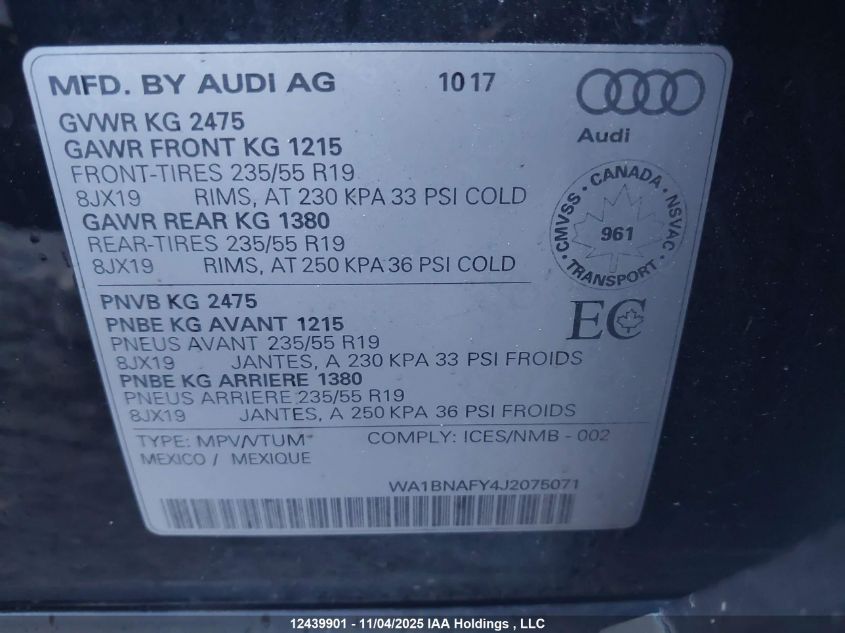 MFD. BY AUDI AG 1017
Audi
GVWR KG 2475
GAWR FRONT KG 1215
FRONT-TIRES 235/55 R19
8JX19 RIMS, AT 230 KPA 33 PSI COLD
GAWR REAR KG 1380
REAR-TIRES 235/55 R19
8JX19 RIMS, AT 250 KPA 36 PSI COLD
CMVSS - CANADA - NSVAC
961
- TRANSPORT -
PNVB KG 2475
PNBE KG AVANT 1215
PNEUS AVANT 235/55 R19
8JX19 JANTES, A 230 KPA 33 PSI FROIDS
PNBE KG ARRIERE 1380
PNEUS ARRIERE 235/55 R19
8JX19 JANTES, A 250 KPA 36 PSI FROIDS
EC
TYPE: MPV/VTUM COMPLY: ICES/NMB - 002
MEXICO / MEXIQUE
WA1BNAFY4J2075071
12439901 - 11/04/2025 IAA Holdings , LLC